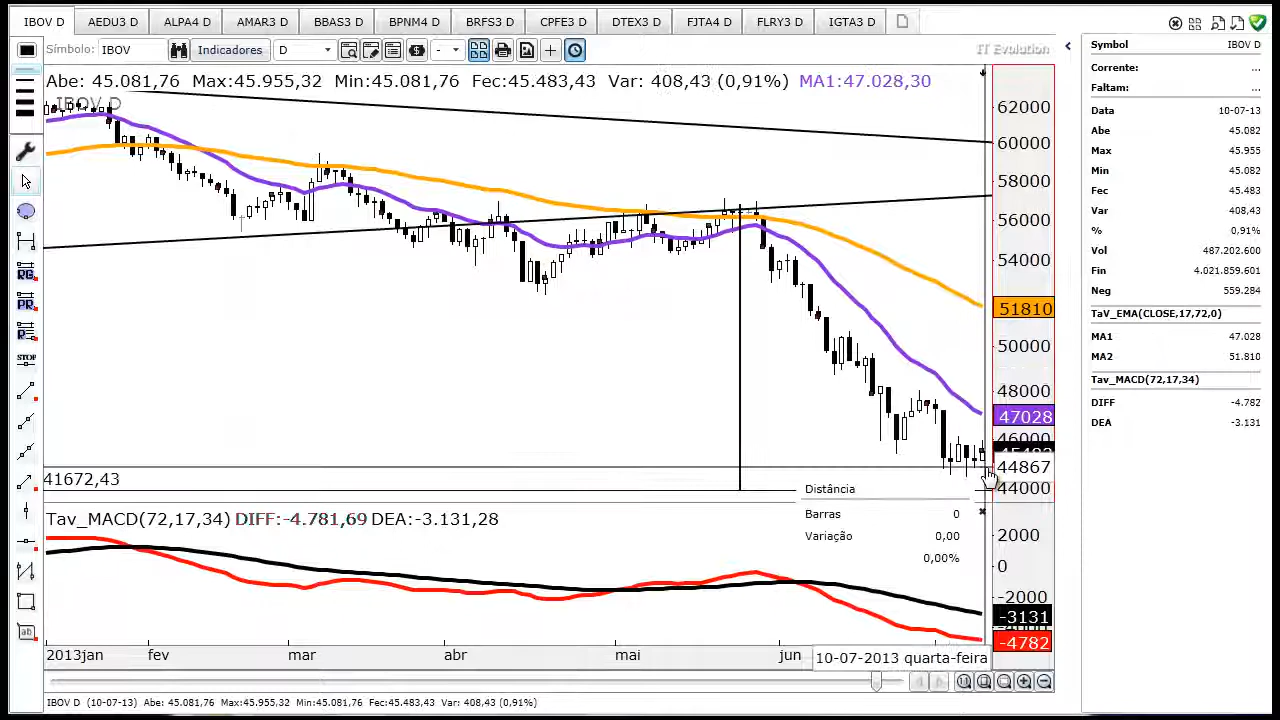 IBOV D AEDU3 D ALPA4 D AMAR3 D BBAS3 D BPNM4 D BRFS3 D CPFE3 D DTEX3 D FJTA4 D FLRY3 D IGTA3 D
Símbolo: IBOV Indicadores D - IT Evolution
Abe: 45.081,76 Max:45.955,32 Min:45.081,76 Fec:45.483,43 Var: 408,43 (0,91%) MA1:47.028,30
IBOV D
62000
60000
58000
56000
54000
51810
50000
48000
47028
46000
44867
44000
41672,43
RG
PR
STOP
ab
Distância
Barras 0
Variação 0,00
0,00%
Tav_MACD(72,17,34) DIFF:-4.781,69 DEA:-3.131,28
2000
0
-2000
-3131
-4782
2013jan fev mar abr mai jun 10-07-2013 quarta-feira
IBOV D (10-07-13) Abe: 45.081,76 Max:45.955,32 Min:45.081,76 Fec:45.483,43 Var: 408,43 (0,91%)
Symbol IBOV D
Corrente: ...
Faltam: ...
Data 10-07-13
Abe 45.082
Max 45.955
Min 45.082
Fec 45.483
Var 408,43
% 0,91%
Vol 487.202.600
Fin 4.021.859.601
Neg 559.284
TaV_EMA(CLOSE,17,72,0)
MA1 47.028
MA2 51.810
Tav_MACD(72,17,34)
DIFF -4.782
DEA -3.131